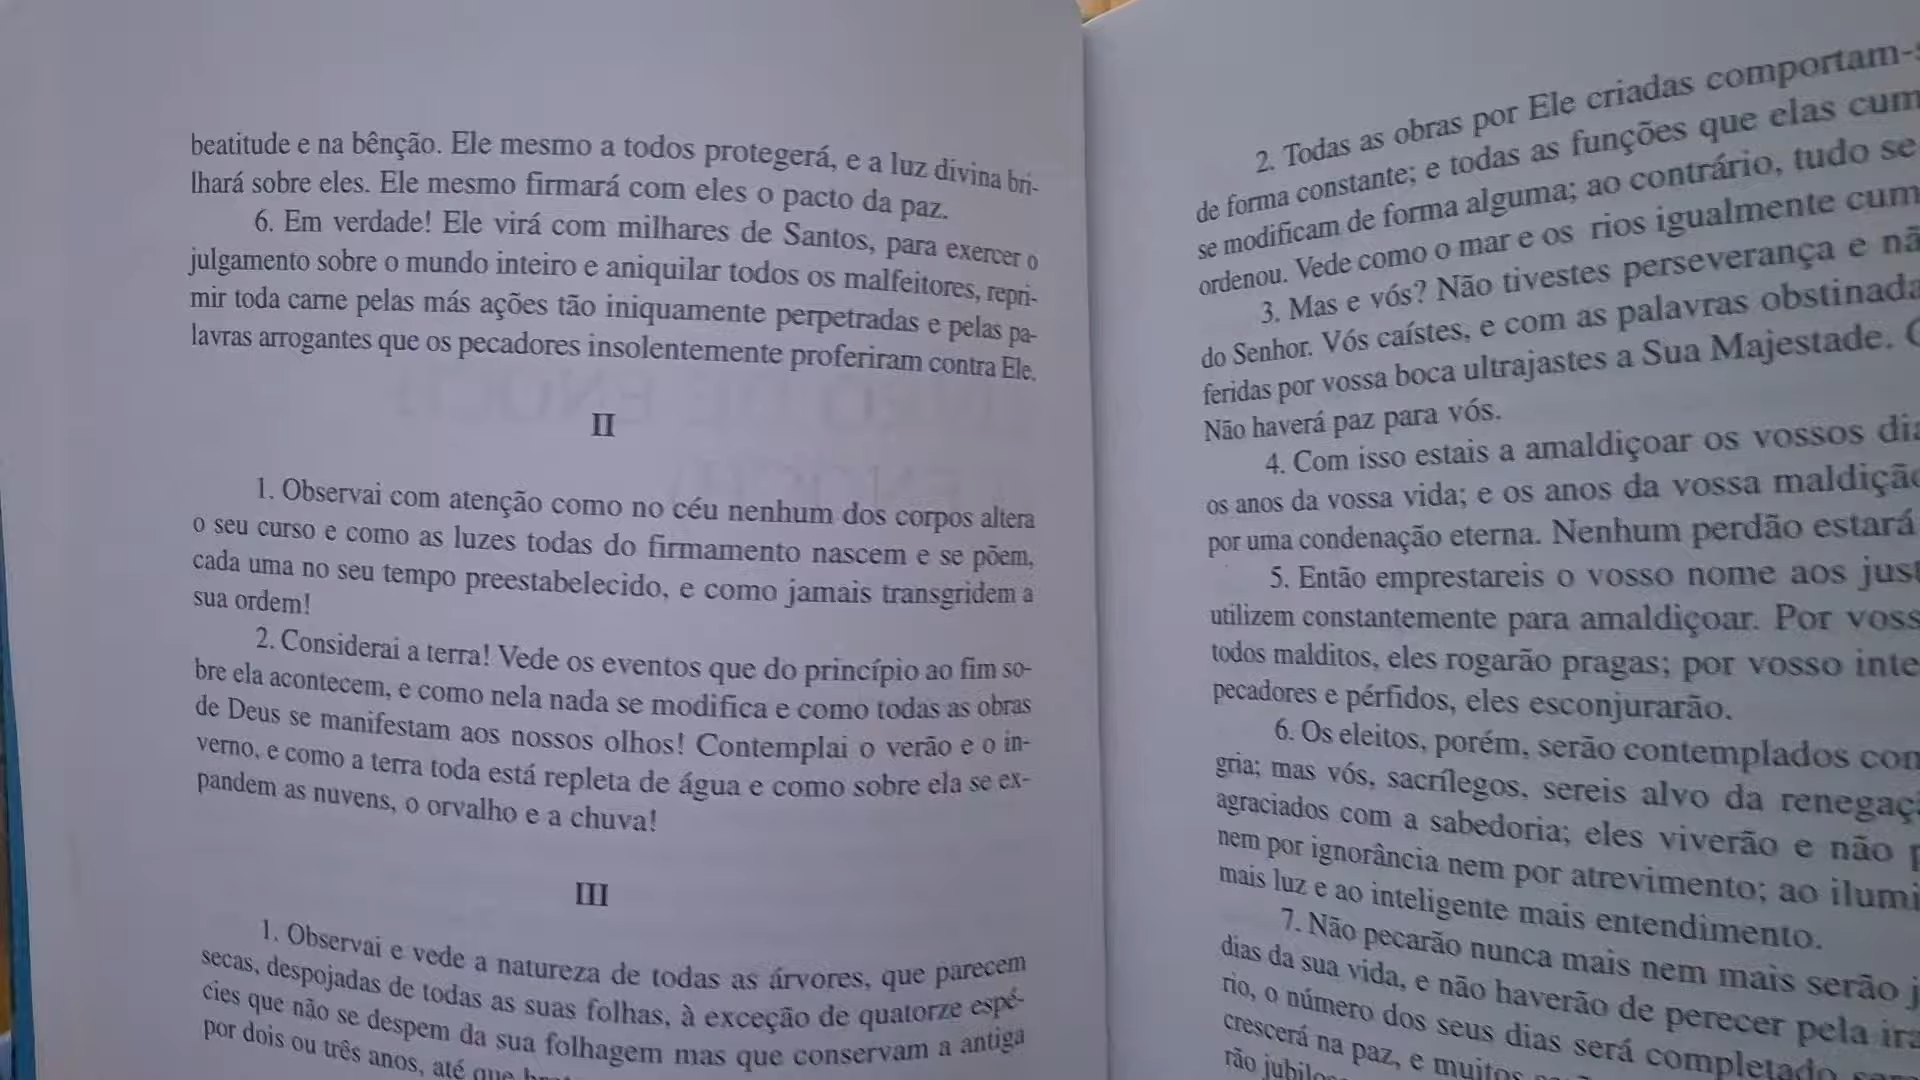 beatitude e na bênção. Ele mesmo a todos protegerá, e a luz divina bri-
lhará sobre eles. Ele mesmo firmará com eles o pacto da paz.
6. Em verdade! Ele virá com milhares de Santos, para exercer o
julgamento sobre o mundo inteiro e aniquilar todos os malfeitores, repri-
mir toda carne pelas más ações tão iniquamente perpetradas e pelas pa-
lavras arrogantes que os pecadores insolentemente proferiram contra Ele.
II
1. Observai com atenção como no céu nenhum dos corpos altera
o seu curso e como as luzes todas do firmamento nascem e se põem,
cada uma no seu tempo preestabelecido, e como jamais transgridem a
sua ordem!
2. Considerai a terra! Vede os eventos que do princípio ao fim so-
bre ela acontecem, e como nela nada se modifica e como todas as obras
de Deus se manifestam aos nossos olhos! Contemplai o verão e o in-
verno, e como a terra toda está repleta de água e como sobre ela se ex-
pandem as nuvens, o orvalho e a chuva!
III
1. Observai e vede a natureza de todas as árvores, que parecem
secas, despojadas de todas as suas folhas, à exceção de quatorze espé-
cies que não se despem da sua folhagem mas que conservam a antiga
por dois ou três anos, até que
2. Todas as obras por Ele criadas comportam-s
de forma constante; e todas as funções que elas cum
se modificam de forma alguma; ao contrário, tudo se
ordenou. Vede como o mar e os rios igualmente cum
3. Mas e vós? Não tivestes perseverança e nã
do Senhor. Vós caístes, e com as palavras obstinada
feridas por vossa boca ultrajastes a Sua Majestade.
Não haverá paz para vós.
4. Com isso estais a amaldiçoar os vossos dia
os anos da vossa vida; e os anos da vossa maldição
por uma condenação eterna. Nenhum perdão estará
5. Então emprestareis o vosso nome aos just
utilizem constantemente para amaldiçoar. Por voss
todos malditos, eles rogarão pragas; por vosso inte
pecadores e pérfidos, eles esconjurarão.
6. Os eleitos, porém, serão contemplados com
gria; mas vós, sacrílegos, sereis alvo da renegaç
agraciados com a sabedoria; eles viverão e não p
nem por ignorância nem por atrevimento; ao ilumi
mais luz e ao inteligente mais entendimento.
7. Não pecarão nunca mais nem mais serão j
dias da sua vida, e não haverão de perecer pela ira
rio, o número dos seus dias será completado
crescerá na paz, e muitos
rão